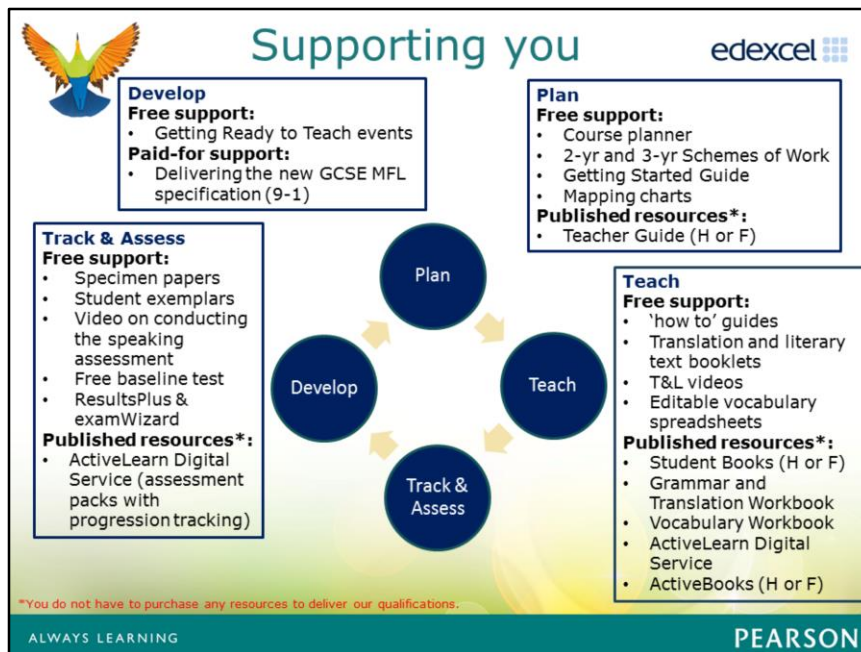 Supporting you
edexcel
Develop
Free support:
• Getting Ready to Teach events
Paid-for support:
• Delivering the new GCSE MFL
specification (9-1)
Plan
Free support:
• Course planner
• 2-yr and 3-yr Schemes of Work
• Getting Started Guide
• Mapping charts
Published resources*:
• Teacher Guide (H or F)
Track & Assess
Free support:
• Specimen papers
• Student exemplars
• Video on conducting
the speaking
assessment
• Free baseline test
• ResultsPlus &
examWizard
Published resources*:
• ActiveLearn Digital
Service (assessment
packs with
progression tracking)
Plan
Teach
Track &
Assess
Develop
Teach
Free support:
• ‘how to’ guides
• Translation and literary
text booklets
• T&L videos
• Editable vocabulary
spreadsheets
Published resources*:
• Student Books (H or F)
• Grammar and
Translation Workbook
• Vocabulary Workbook
• ActiveLearn Digital
Service
• ActiveBooks (H or F)
*You do not have to purchase any resources to deliver our qualifications.
ALWAYS LEARNING
PEARSON